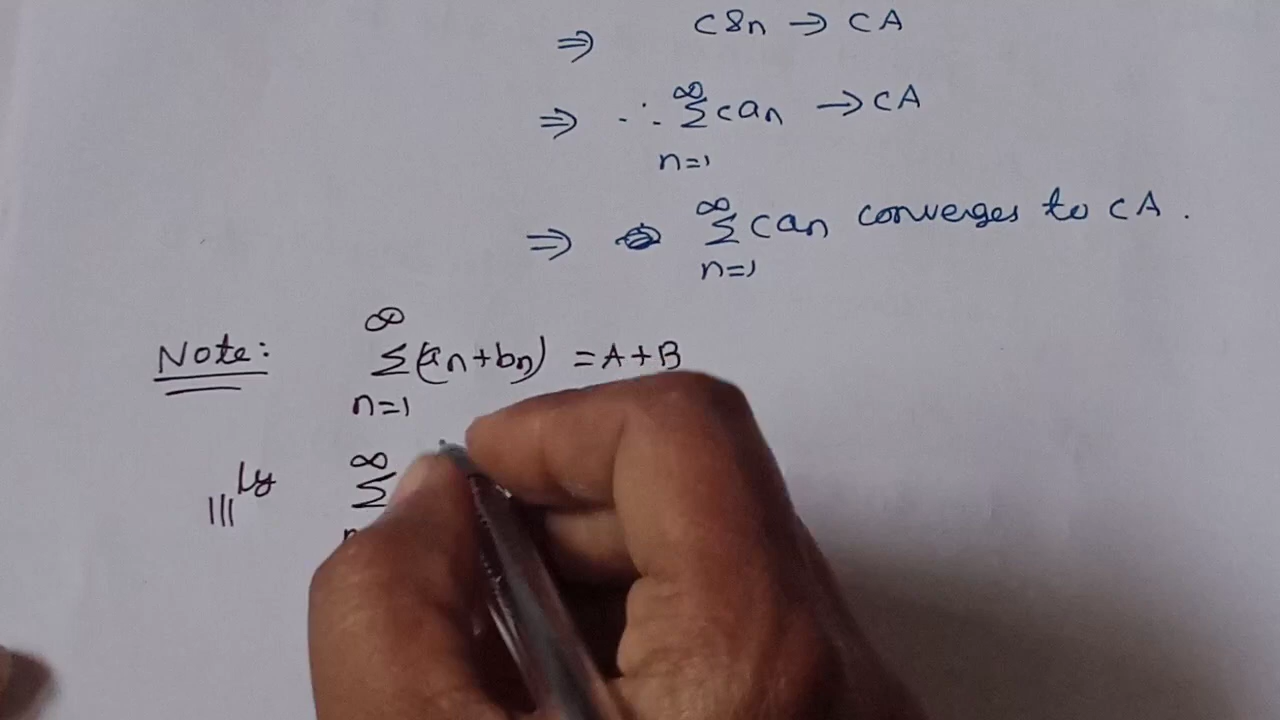 ⇒ cSn → cA
⇒ ∴ ∞ Σ n=1 can → cA
⇒ ∞ Σ n=1 can converges to cA.
Note: ∞ Σ n=1 (an+bn) = A+B
|||ly ∞ Σ